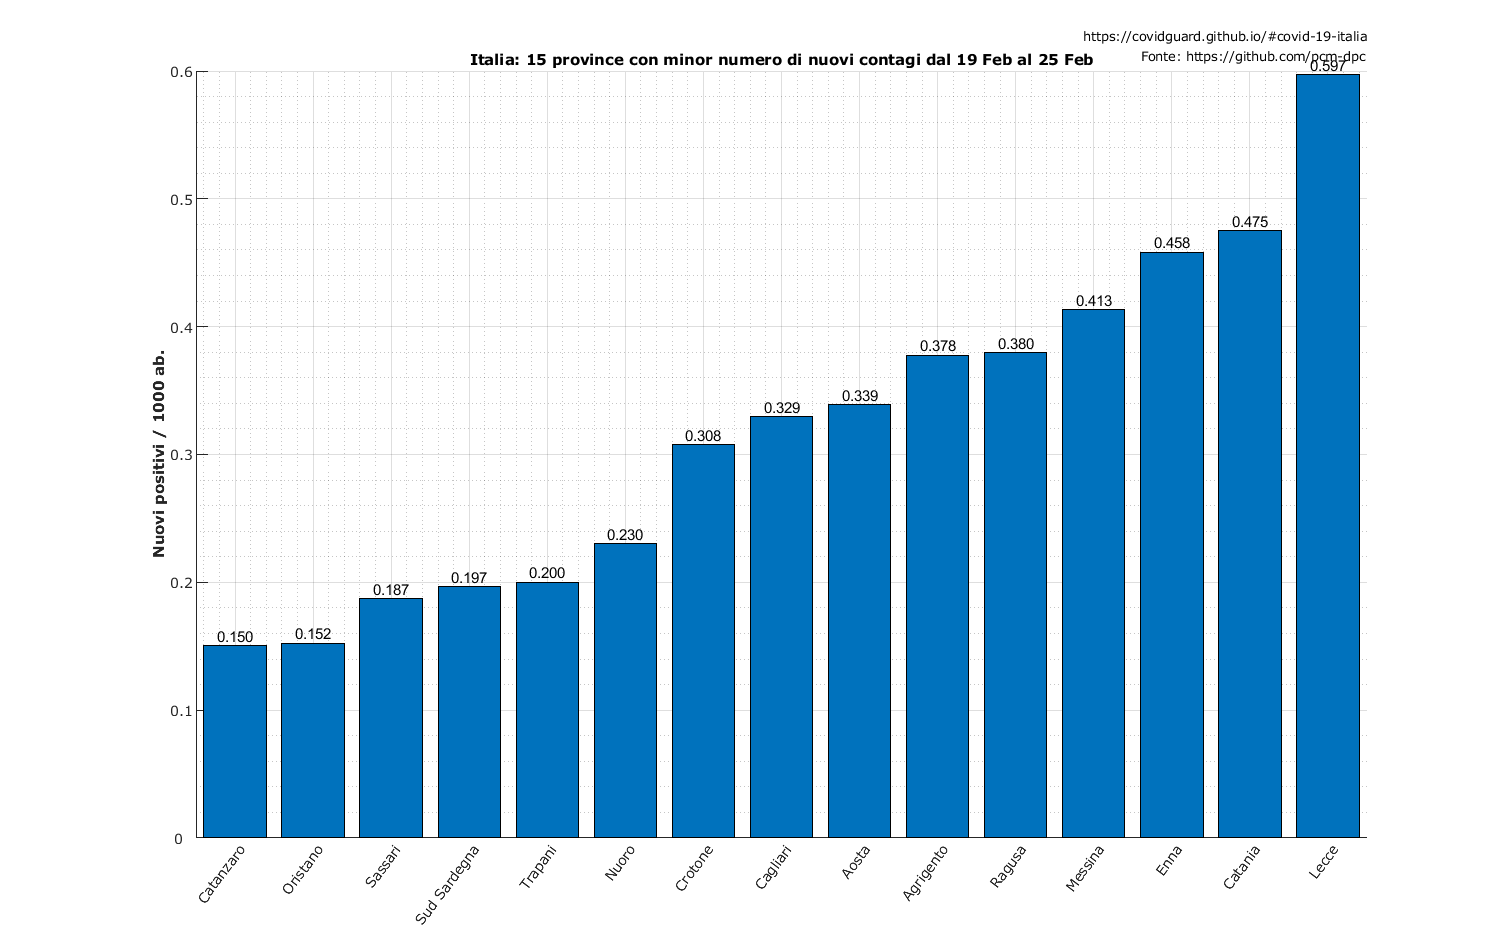 https://covidguard.github.io/#covid-19-italia
Italia: 15 province con minor numero di nuovi contagi dal 19 Feb al 25 Feb
Fonte: https://github.com/pcm-dpc
0.6
0.5
0.4
0.3
0.2
0.1
0
Nuovi positivi / 1000 ab.
0.150
0.152
0.187
0.197
0.200
0.230
0.308
0.329
0.339
0.378
0.380
0.413
0.458
0.475
0.597
Catanzaro
Oristano
Sassari
Sud Sardegna
Trapani
Nuoro
Crotone
Cagliari
Aosta
Agrigento
Ragusa
Messina
Enna
Catania
Lecce